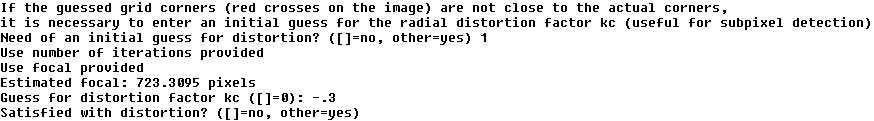 If the guessed grid corners (red crosses on the image) are not close to the actual corners,
it is necessary to enter an initial guess for the radial distortion factor kc (useful for subpixel detection)
Need of an initial guess for distortion? ([]=no, other=yes) 1
Use number of iterations provided
Use focal provided
Estimated focal: 723.3095 pixels
Guess for distortion factor kc ([]=0): -.3
Satisfied with distortion? ([]=no, other=yes)